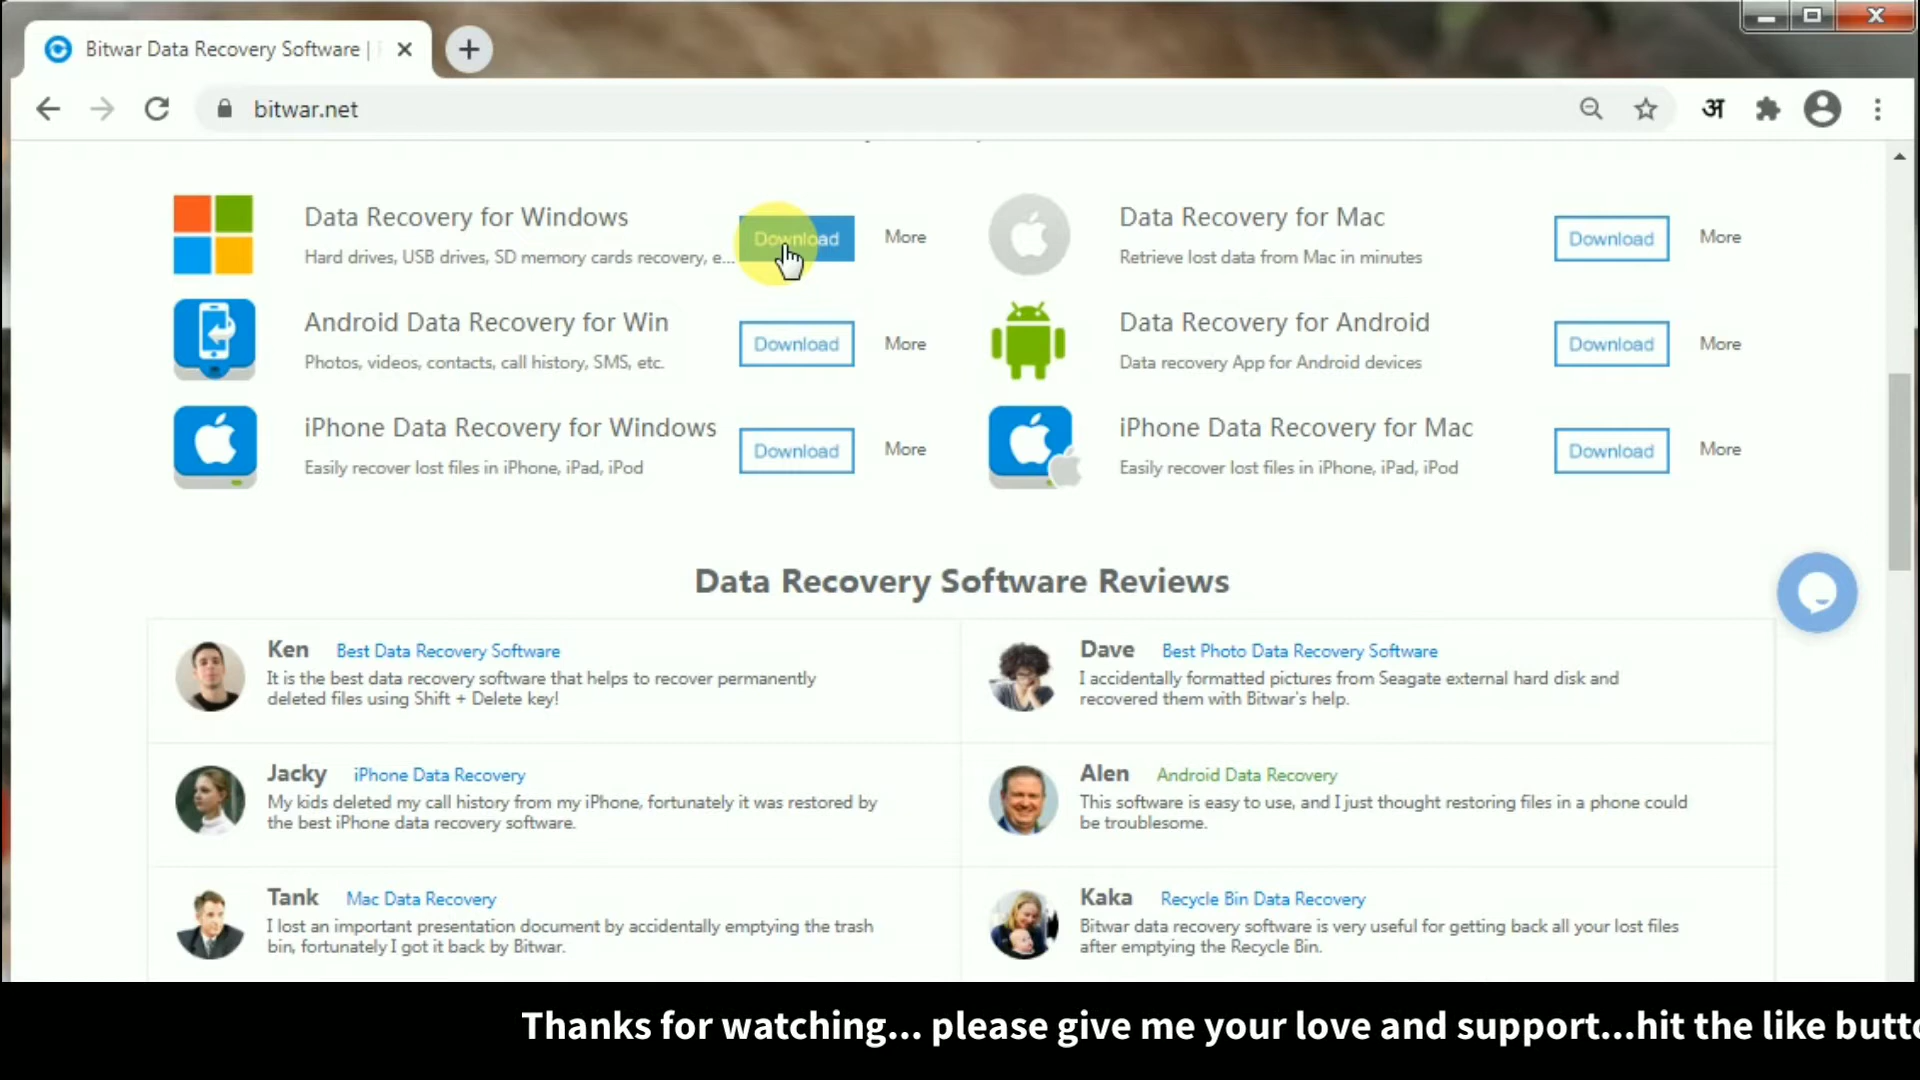 Bitwar Data Recovery Software |
bitwar.net
अ
Data Recovery for Windows
Hard drives, USB drives, SD memory cards recovery, e...
Download
More
Data Recovery for Mac
Retrieve lost data from Mac in minutes
Download
More
Android Data Recovery for Win
Photos, videos, contacts, call history, SMS, etc.
Download
More
Data Recovery for Android
Data recovery App for Android devices
Download
More
iPhone Data Recovery for Windows
Easily recover lost files in iPhone, iPad, iPod
Download
More
iPhone Data Recovery for Mac
Easily recover lost files in iPhone, iPad, iPod
Download
More
Data Recovery Software Reviews
Ken Best Data Recovery Software
It is the best data recovery software that helps to recover permanently
deleted files using Shift + Delete key!
Dave Best Photo Data Recovery Software
I accidentally formatted pictures from Seagate external hard disk and
recovered them with Bitwar's help.
Jacky iPhone Data Recovery
My kids deleted my call history from my iPhone, fortunately it was restored by
the best iPhone data recovery software.
Alen Android Data Recovery
This software is easy to use, and I just thought restoring files in a phone could
be troublesome.
Tank Mac Data Recovery
I lost an important presentation document by accidentally emptying the trash
bin, fortunately I got it back by Bitwar.
Kaka Recycle Bin Data Recovery
Bitwar data recovery software is very useful for getting back all your lost files
after emptying the Recycle Bin.
Thanks for watching... please give me your love and support...hit the like butto